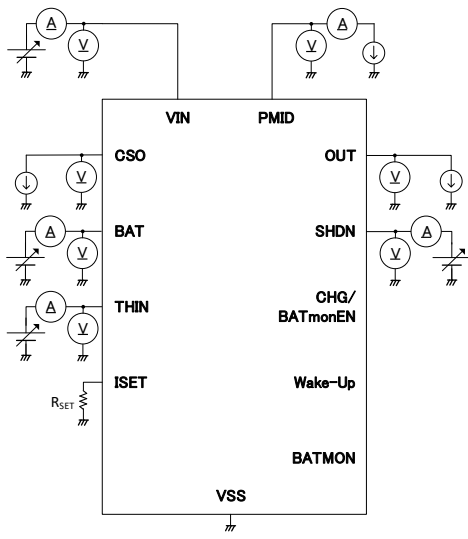 A
V
V
A
VIN
PMID
CSO
V
OUT
V
A
BAT
V
SHDN
V
A
A
THIN
V
CHG/
BATmonEN
ISET
RSET
Wake-Up
BATMON
VSS